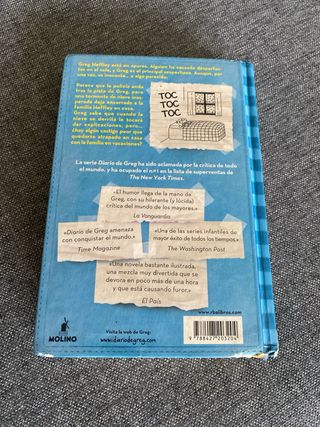 Greg Heffley está en apuros. Alguien ha causado desperfec-
tos en el cole, y Greg es el principal sospechoso. Aunque, por
una vez, es inocente... o algo parecido.
Parece que la policía anda
tras la pista de Greg, pero
una tormenta de nieve ines-
perada deja encerrada a la
familia Heffley en casa.
Greg sabe que cuando la
nieve se derrita le tocará
dar explicaciones, pero...
¿hay algún castigo peor que
quedarse atrapado en casa
con la familia en vacaciones?
TOC
TOC
TOC
La serie Diario de Greg ha sido aclamada por la crítica de todo
el mundo, y ha ocupado el n.º 1 en la lista de superventas de
The New York Times.
«El humor llega de la mano de
Greg, con su hilarante (y lúcida)
crítica del mundo de los mayores.»
La Vanguardia
«Diario de Greg amenaza
con conquistar el mundo.»
Time Magazine
«Una de las series infantiles de
mayor éxito de todos los tiempos.»
The Washington Post
«Una novela bastante ilustrada,
una mezcla muy divertida que se
devora en poco más de una hora
y que está causando furor.»
El País
MOLINO
Visita la web de Greg:
www.diariodegreg.com
www.rbalibros.com
9 788427 203204